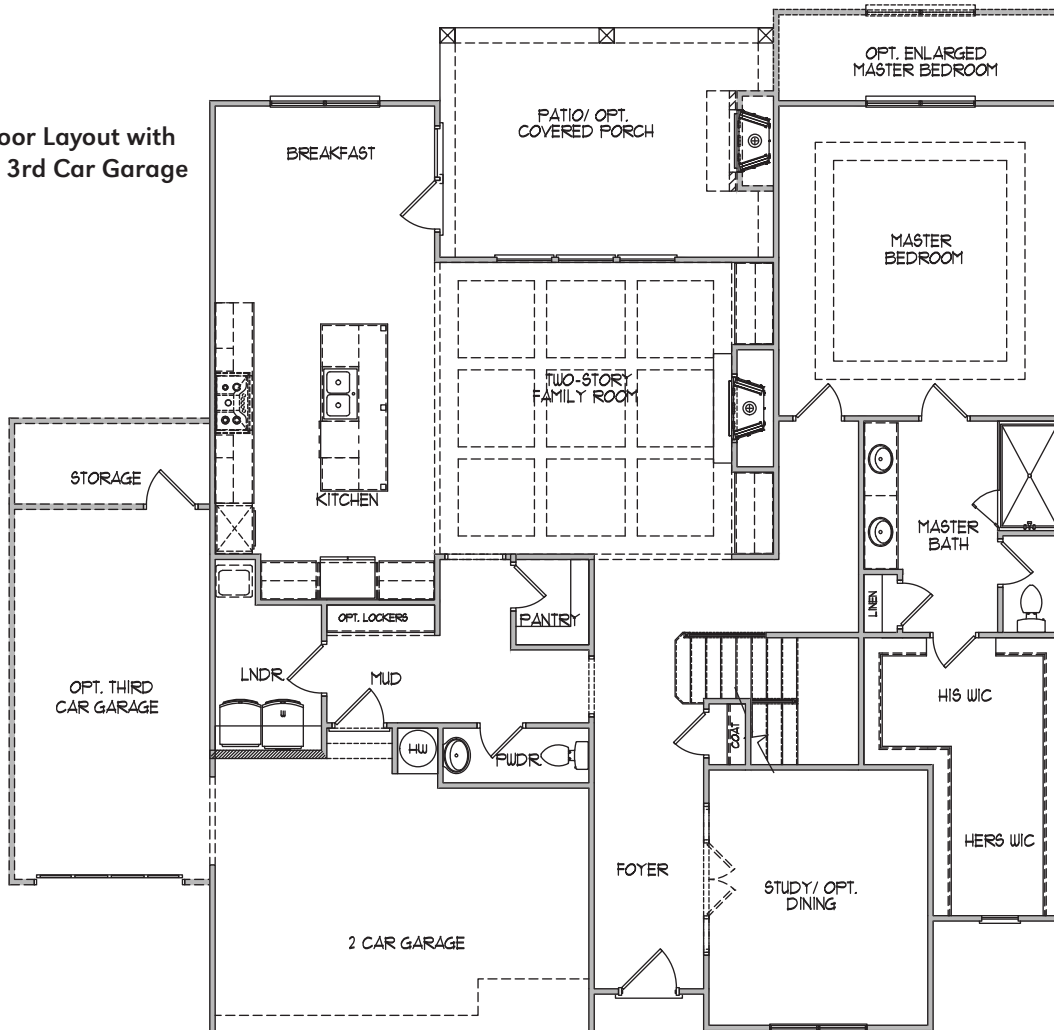 oor Layout with
3rd Car Garage
OPT. ENLARGED
MASTER BEDROOM
PATIO/ OPT.
COVERED PORCH
BREAKFAST
MASTER
BEDROOM
TWO-STORY
FAMILY ROOM
STORAGE
KITCHEN
MASTER
BATH
LINEN
OPT. LOCKERS
PANTRY
LNDR.
MUD
OPT. THIRD
CAR GARAGE
HIS WIC
W
COAT
HW
PWDR.
HERS WIC
FOYER
STUDY/ OPT.
DINING
2 CAR GARAGE